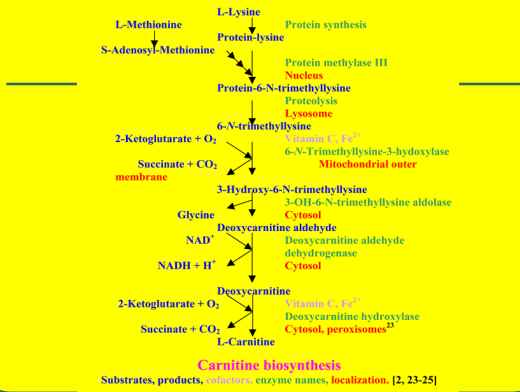 L-Lysine
L-Methionine
Protein synthesis
Protein-lysine
S-Adenosyl-Methionine
Protein methylase III
Nucleus
Protein-6-N-trimethyllysine
Proteolysis
Lysosome
6-N-trimethyllysine
2-Ketoglutarate + O2
Vitamin C, Fe2+
6-N-Trimethyllysine-3-hydoxylase
Succinate + CO2
Mitochondrial outer
membrane
3-Hydroxy-6-N-trimethyllysine
3-OH-6-N-trimethyllysine aldolase
Glycine
Cytosol
Deoxycarnitine aldehyde
NAD+
Deoxycarnitine aldehyde
dehydrogenase
NADH + H+
Cytosol
Deoxycarnitine
2-Ketoglutarate + O2
Vitamin C, Fe2+
Deoxycarnitine hydroxylase
Succinate + CO2
Cytosol, peroxisomes23
L-Carnitine
Carnitine biosynthesis
Substrates, products, cofactors, enzyme names, localization. [2, 23-25]